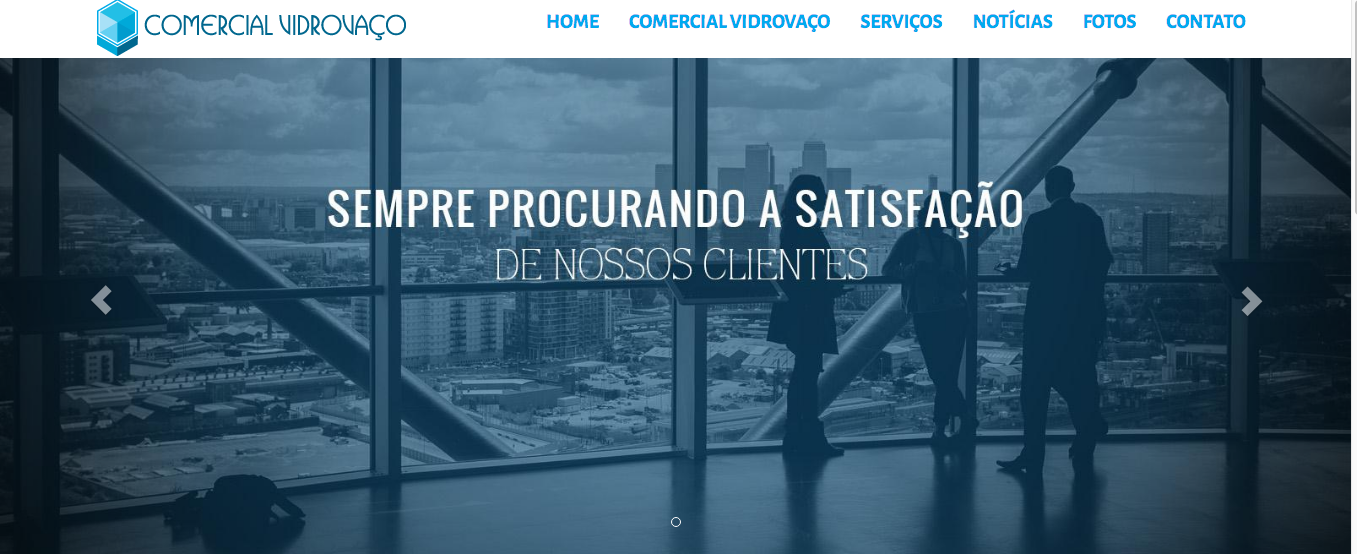 COMERCIAL VIDROVAÇO
HOME COMERCIAL VIDROVAÇO SERVIÇOS NOTÍCIAS FOTOS CONTATO
SEMPRE PROCURANDO A SATISFAÇÃO
DE NOSSOS CLIENTES